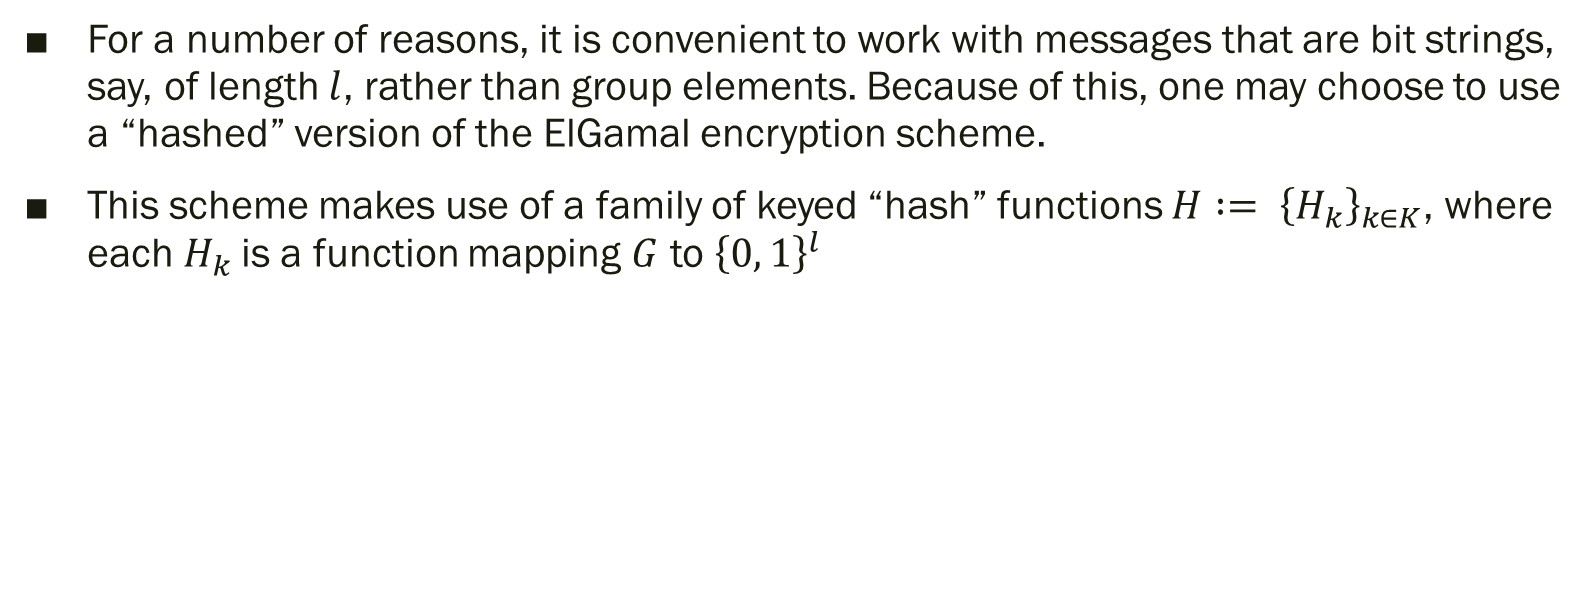 ▪ For a number of reasons, it is convenient to work with messages that are bit strings,
say, of length 𝑙, rather than group elements. Because of this, one may choose to use
a “hashed” version of the ElGamal encryption scheme.
▪ This scheme makes use of a family of keyed “hash” functions 𝐻 := {𝐻ₖ}ₖ∈𝐾, where
each 𝐻ₖ is a function mapping 𝐺 to {0, 1}ˡ